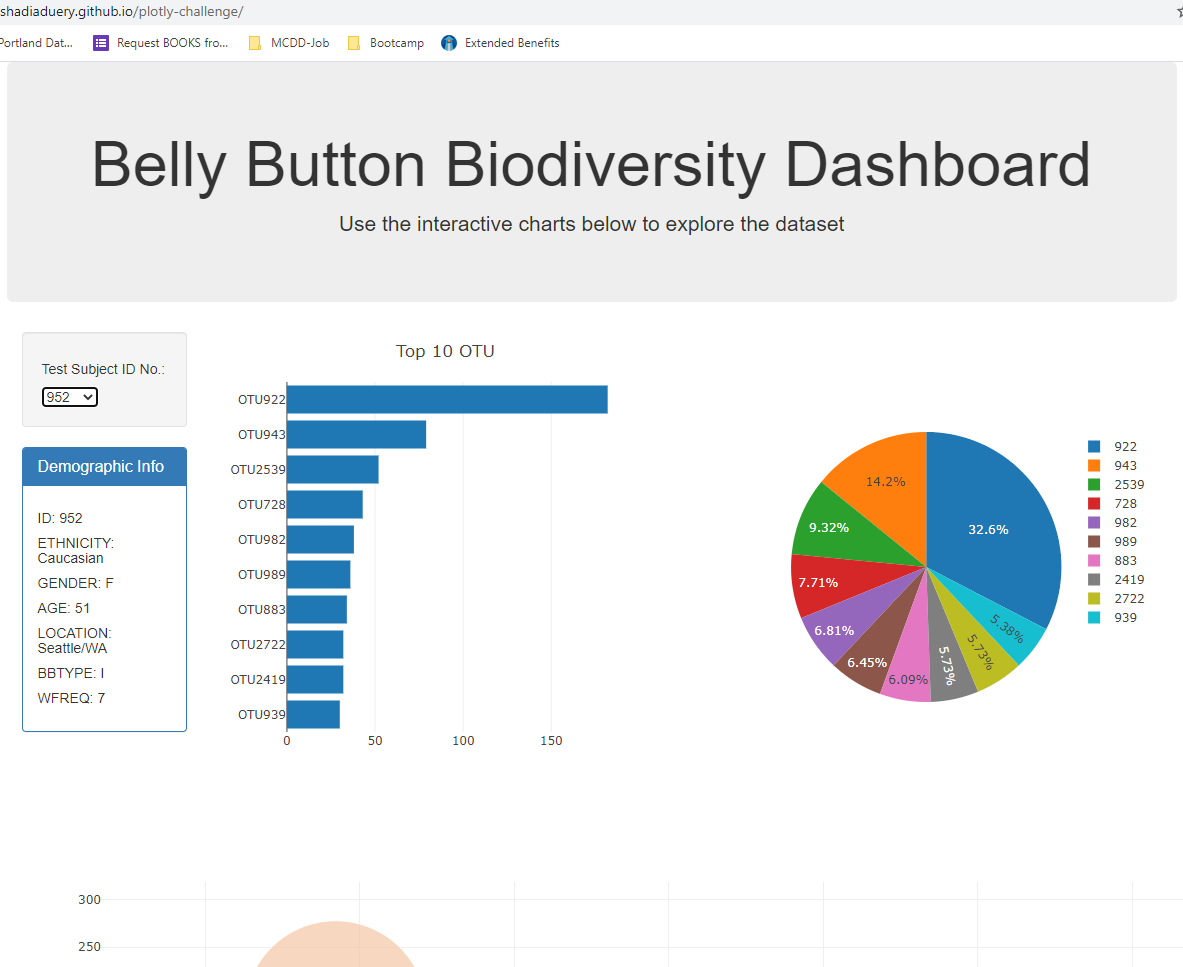 shadiaduery.github.io/plotly-challenge/
Portland Dat...
Request BOOKS fro...
MCDD-Job
Bootcamp
Extended Benefits
Belly Button Biodiversity Dashboard
Use the interactive charts below to explore the dataset
Test Subject ID No.:
952
Demographic Info
ID: 952
ETHNICITY:
Caucasian
GENDER: F
AGE: 51
LOCATION:
Seattle/WA
BBTYPE: I
WFREQ: 7
Top 10 OTU
OTU922
OTU943
OTU2539
OTU728
OTU982
OTU989
OTU883
OTU2722
OTU2419
OTU939
0 50 100 150
32.6%
14.2%
9.32%
7.71%
6.81%
6.45%
6.09%
5.73%
5.73%
5.38%
922
943
2539
728
982
989
883
2419
2722
939
300
250